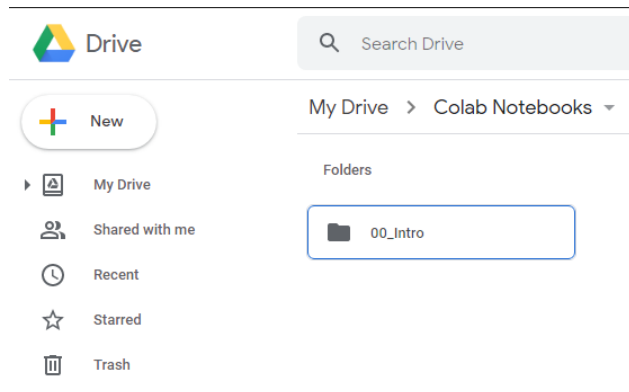 Drive
Search Drive
New
My Drive
Shared with me
Recent
Starred
Trash
My Drive > Colab Notebooks
Folders
00_Intro